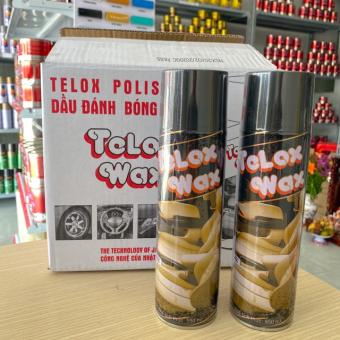 TELOX POLIS
DẦU ĐÁNH BÓNG
TeLox
Wax
THE TECHNOLOGY OF J
CÔNG NGHỆ CỦA NHẬT
TeLox
Wax
TeLox
Wax